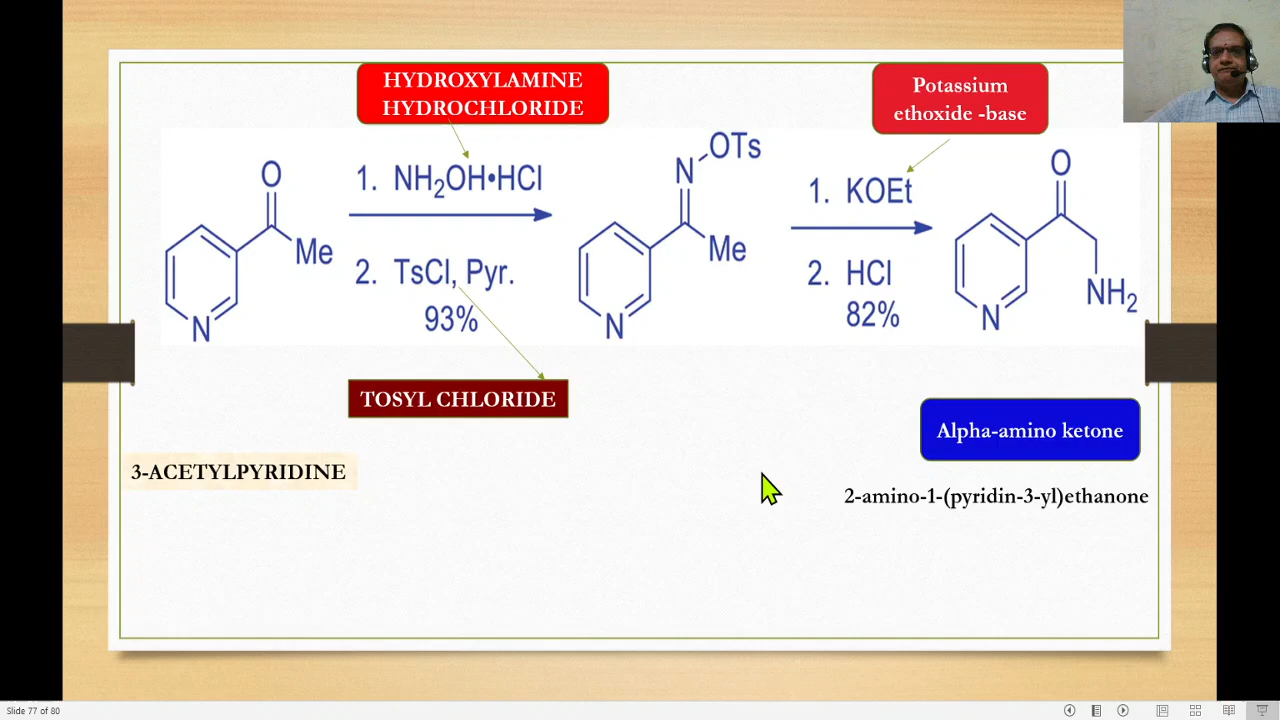 HYDROXYLAMINE
HYDROCHLORIDE
Potassium
ethoxide -base
O
Me
N
1. NH₂OH•HCl
2. TsCl, Pyr.
93%
OTs
N
Me
N
1. KOEt
2. HCl
82%
O
NH₂
N
TOSYL CHLORIDE
Alpha-amino ketone
3-ACETYLPYRIDINE
2-amino-1-(pyridin-3-yl)ethanone
Slide 77 of 80